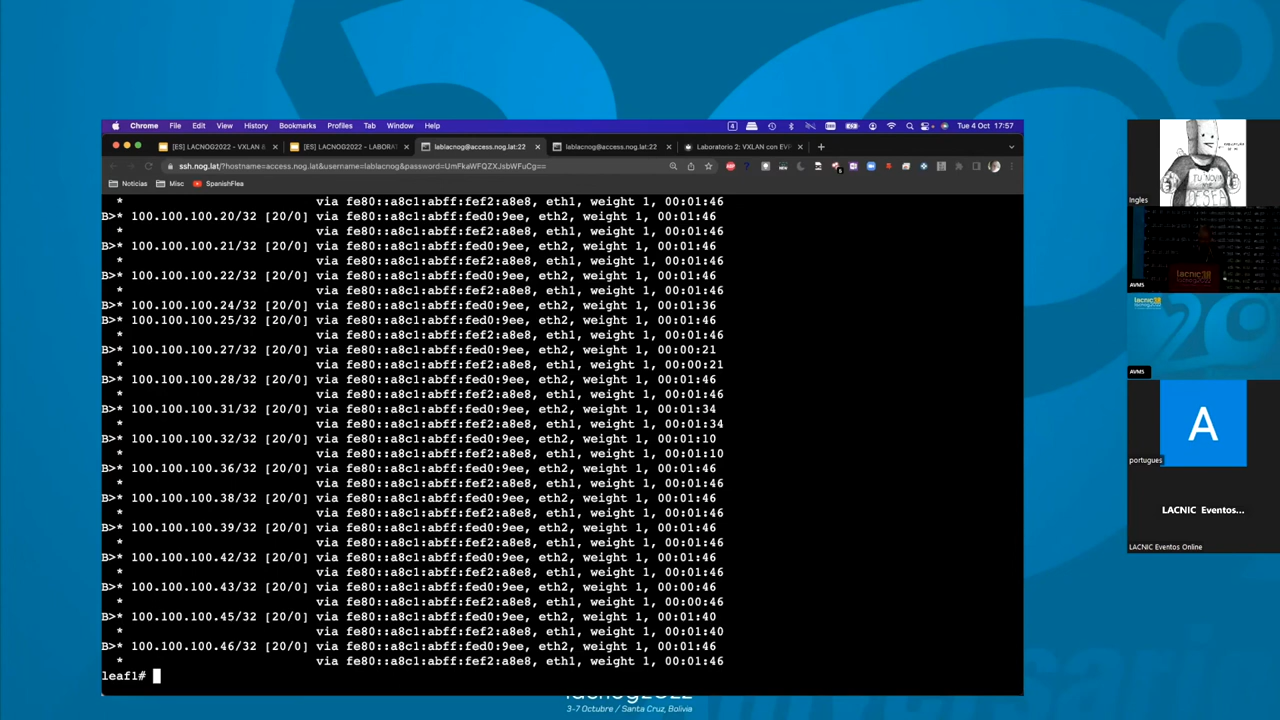 Chrome File Edit View History Bookmarks Profiles Tab Window Help Tue 4 Oct 17:57
[ES] LACNOG2022 - VXLAN & [ES] LACNOG2022 - LABORAT lablacnog@access.nog.lat:22 lablacnog@access.nog.lat:22 Laboratorio 2: VXLAN con EVP
ssh.nog.lat/?hostname=access.nog.lat&username=lablacnog&password=UmFkaWFQZXJsbWFuCg==
Noticias Misc SpanishFlea
* via fe80::a8c1:abff:fef2:a8e8, eth1, weight 1, 00:01:46
B>* 100.100.100.20/32 [20/0] via fe80::a8c1:abff:fed0:9ee, eth2, weight 1, 00:01:46
* via fe80::a8c1:abff:fef2:a8e8, eth1, weight 1, 00:01:46
B>* 100.100.100.21/32 [20/0] via fe80::a8c1:abff:fed0:9ee, eth2, weight 1, 00:01:46
* via fe80::a8c1:abff:fef2:a8e8, eth1, weight 1, 00:01:46
B>* 100.100.100.22/32 [20/0] via fe80::a8c1:abff:fed0:9ee, eth2, weight 1, 00:01:46
* via fe80::a8c1:abff:fef2:a8e8, eth1, weight 1, 00:01:46
B>* 100.100.100.24/32 [20/0] via fe80::a8c1:abff:fed0:9ee, eth2, weight 1, 00:01:36
B>* 100.100.100.25/32 [20/0] via fe80::a8c1:abff:fed0:9ee, eth2, weight 1, 00:01:46
* via fe80::a8c1:abff:fef2:a8e8, eth1, weight 1, 00:01:46
B>* 100.100.100.27/32 [20/0] via fe80::a8c1:abff:fed0:9ee, eth2, weight 1, 00:00:21
* via fe80::a8c1:abff:fef2:a8e8, eth1, weight 1, 00:00:21
B>* 100.100.100.28/32 [20/0] via fe80::a8c1:abff:fed0:9ee, eth2, weight 1, 00:01:46
* via fe80::a8c1:abff:fef2:a8e8, eth1, weight 1, 00:01:46
B>* 100.100.100.31/32 [20/0] via fe80::a8c1:abff:fed0:9ee, eth2, weight 1, 00:01:34
* via fe80::a8c1:abff:fef2:a8e8, eth1, weight 1, 00:01:34
B>* 100.100.100.32/32 [20/0] via fe80::a8c1:abff:fed0:9ee, eth2, weight 1, 00:01:10
* via fe80::a8c1:abff:fef2:a8e8, eth1, weight 1, 00:01:10
B>* 100.100.100.36/32 [20/0] via fe80::a8c1:abff:fed0:9ee, eth2, weight 1, 00:01:46
* via fe80::a8c1:abff:fef2:a8e8, eth1, weight 1, 00:01:46
B>* 100.100.100.38/32 [20/0] via fe80::a8c1:abff:fed0:9ee, eth2, weight 1, 00:01:46
* via fe80::a8c1:abff:fef2:a8e8, eth1, weight 1, 00:01:46
B>* 100.100.100.39/32 [20/0] via fe80::a8c1:abff:fed0:9ee, eth2, weight 1, 00:01:46
* via fe80::a8c1:abff:fef2:a8e8, eth1, weight 1, 00:01:46
B>* 100.100.100.42/32 [20/0] via fe80::a8c1:abff:fed0:9ee, eth2, weight 1, 00:01:46
* via fe80::a8c1:abff:fef2:a8e8, eth1, weight 1, 00:01:46
B>* 100.100.100.43/32 [20/0] via fe80::a8c1:abff:fed0:9ee, eth2, weight 1, 00:00:46
* via fe80::a8c1:abff:fef2:a8e8, eth1, weight 1, 00:00:46
B>* 100.100.100.45/32 [20/0] via fe80::a8c1:abff:fed0:9ee, eth2, weight 1, 00:01:40
* via fe80::a8c1:abff:fef2:a8e8, eth1, weight 1, 00:01:40
B>* 100.100.100.46/32 [20/0] via fe80::a8c1:abff:fed0:9ee, eth2, weight 1, 00:01:46
* via fe80::a8c1:abff:fef2:a8e8, eth1, weight 1, 00:01:46
leaf1#
lacnog2022
3-7 Octubre / Santa Cruz, Bolivia
TU NOVIA
DESEA
Ingles
lacnic38
AVMS
lacnic38
AVMS
A
portugues
LACNIC Eventos...
LACNIC Eventos Online